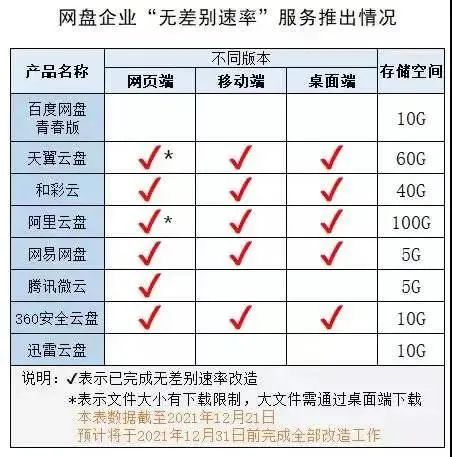 网盘企业“无差别速率”服务推出情况
产品名称 不同版本 存储空间
网页端 移动端 桌面端
百度网盘
青春版 10G
天翼云盘 ✓* ✓ ✓ 60G
和彩云 ✓ ✓ ✓ 40G
阿里云盘 ✓* ✓ ✓ 100G
网易网盘 ✓ ✓ ✓ 5G
腾讯微云 ✓ 5G
360安全云盘 ✓ ✓ ✓ 10G
迅雷云盘 10G
说明：✓表示已完成无差别速率改造
*表示文件大小有下载限制，大文件需通过桌面端下载
本表数据截至2021年12月21日
预计将于2021年12月31日前完成全部改造工作